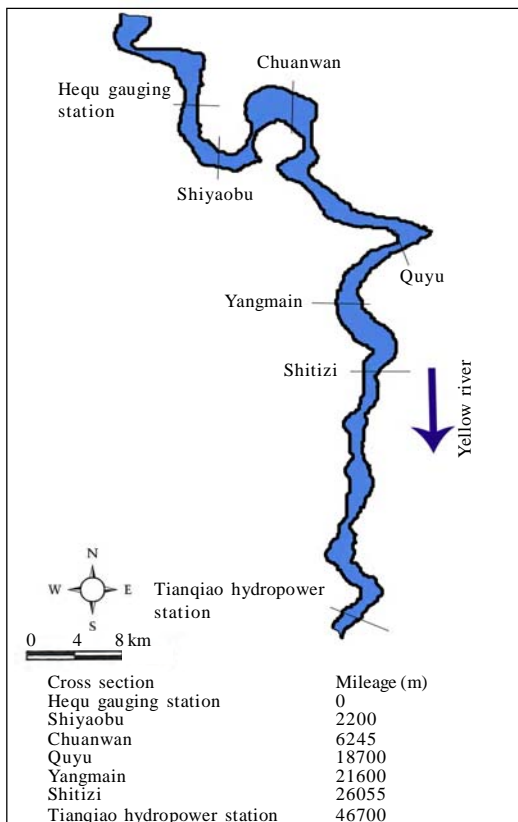 Chuanwan
Hequ gauging
station
Shiyaobu
Quyu
Yangmain
Shitizi
Yellow river
N
W E
S
Tianqiao hydropower
station
0 4 8 km
Cross section Mileage (m)
Hequ gauging station 0
Shiyaobu 2200
Chuanwan 6245
Quyu 18700
Yangmain 21600
Shitizi 26055
Tianqiao hydropower station 46700